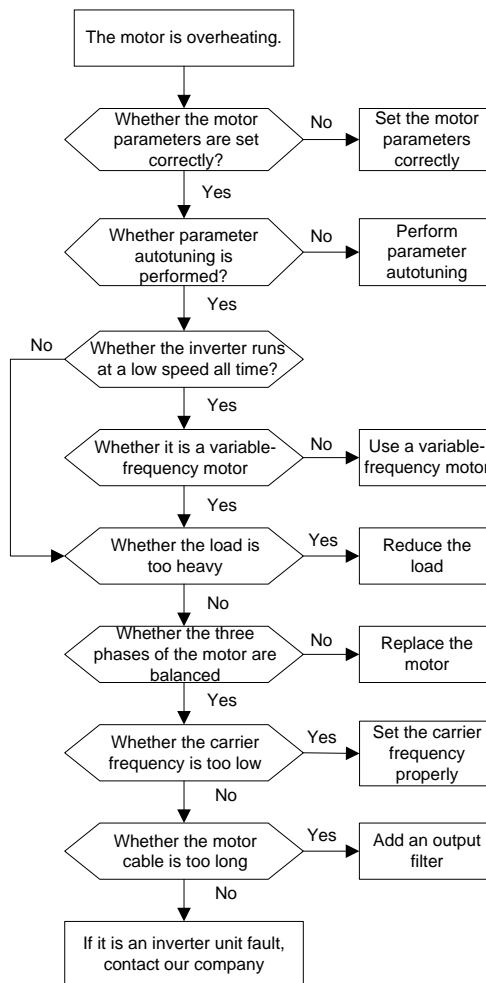 The motor is overheating.
Whether the motor
parameters are set
correctly?
No
Set the motor
parameters
correctly
Yes
Whether parameter
autotuning is
performed?
No
Perform
parameter
autotuning
Yes
No
Whether the inverter runs
at a low speed all time?
Yes
Whether it is a variable-
frequency motor
No
Use a variable-
frequency motor
Yes
Whether the load is
too heavy
Yes
Reduce the
load
No
Whether the three
phases of the motor are
balanced
No
Replace the
motor
Yes
Whether the carrier
frequency is too low
Yes
Set the carrier
frequency
properly
No
Whether the motor
cable is too long
Yes
Add an output
filter
No
If it is an inverter unit fault,
contact our company